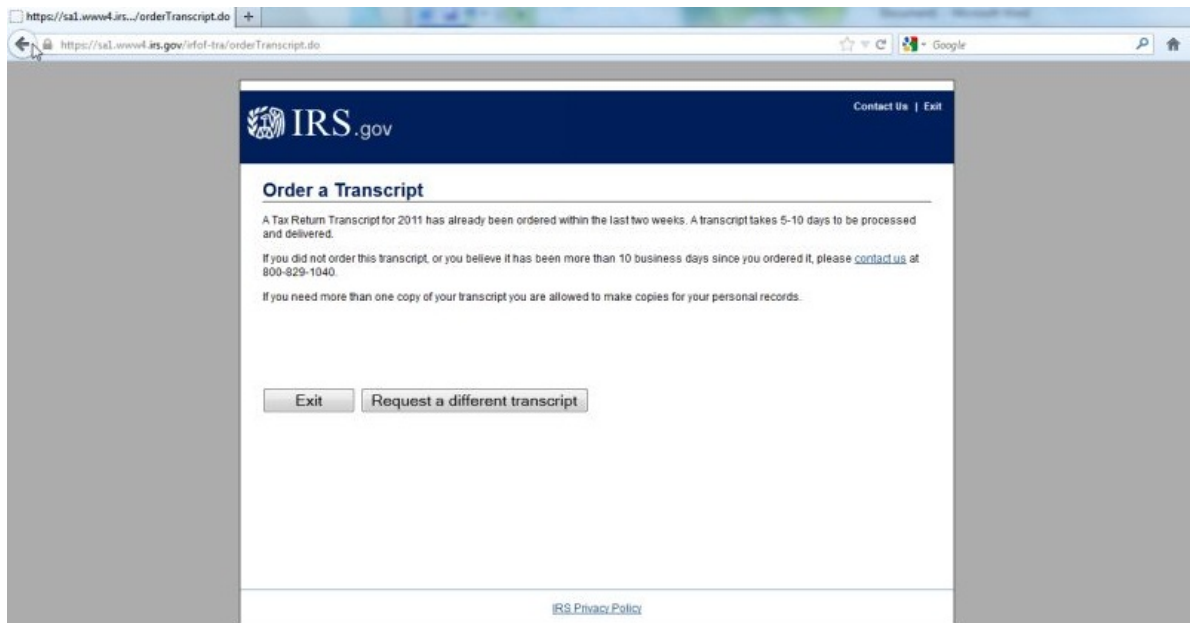 https://sa1.www4.irs.../orderTranscript.do +
https://sa1.www4.irs.gov/irfof-tra/orderTranscript.do Google
Contact Us | Exit
IRS.gov
Order a Transcript
A Tax Return Transcript for 2011 has already been ordered within the last two weeks. A transcript takes 5-10 days to be processed
and delivered.
If you did not order this transcript, or you believe it has been more than 10 business days since you ordered it, please contact us at
800-829-1040.
If you need more than one copy of your transcript you are allowed to make copies for your personal records.
Exit Request a different transcript
IRS Privacy Policy